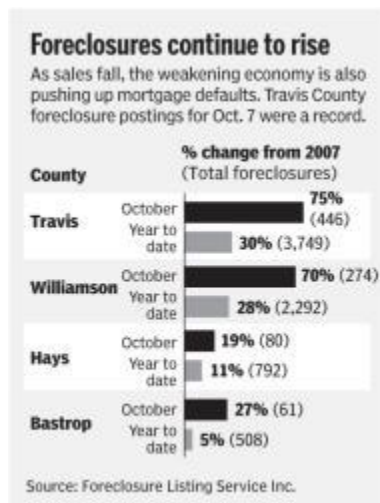 Foreclosures continue to rise
As sales fall, the weakening economy is also
pushing up mortgage defaults. Travis County
foreclosure postings for Oct. 7 were a record.
% change from 2007
County (Total foreclosures)
Travis October 75%
(446)
Year to
date 30% (3,749)
Williamson October 70% (274)
Year to
date 28% (2,292)
Hays October 19% (80)
Year to
date 11% (792)
Bastrop October 27% (61)
Year to
date 5% (508)
Source: Foreclosure Listing Service Inc.